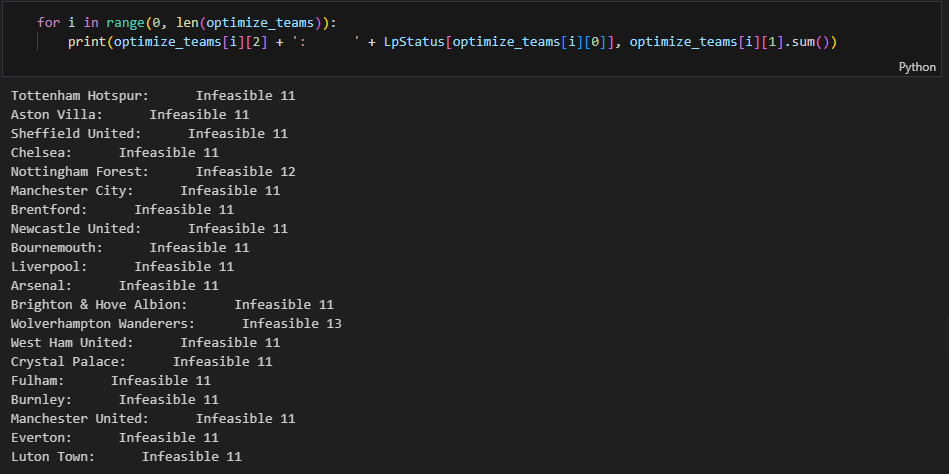 for i in range(0, len(optimize_teams)):
    print(optimize_teams[i][2] + ':     ' + LpStatus[optimize_teams[i][0]], optimize_teams[i][1].sum())
Python
Tottenham Hotspur:      Infeasible 11
Aston Villa:      Infeasible 11
Sheffield United:      Infeasible 11
Chelsea:      Infeasible 11
Nottingham Forest:      Infeasible 12
Manchester City:      Infeasible 11
Brentford:      Infeasible 11
Newcastle United:      Infeasible 11
Bournemouth:      Infeasible 11
Liverpool:      Infeasible 11
Arsenal:      Infeasible 11
Brighton & Hove Albion:      Infeasible 11
Wolverhampton Wanderers:      Infeasible 13
West Ham United:      Infeasible 11
Crystal Palace:      Infeasible 11
Fulham:      Infeasible 11
Burnley:      Infeasible 11
Manchester United:      Infeasible 11
Everton:      Infeasible 11
Luton Town:      Infeasible 11